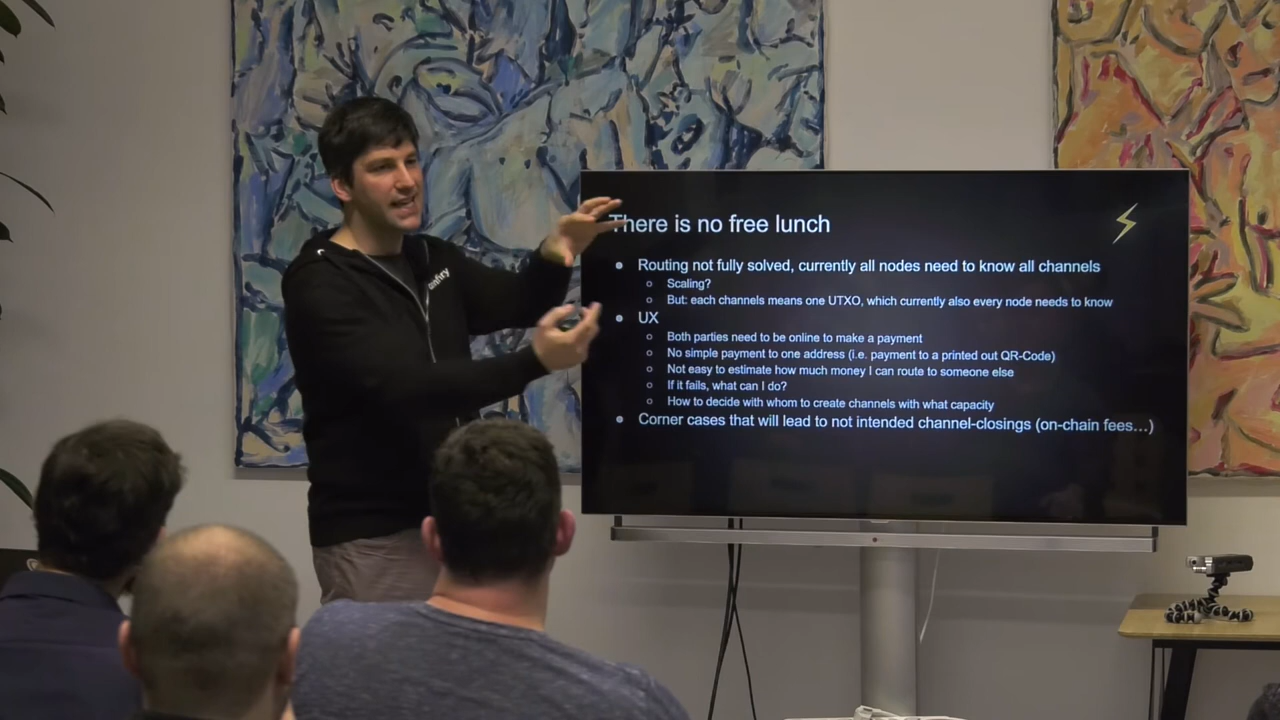 There is no free lunch
Routing not fully solved, currently all nodes need to know all channels
Scaling?
But: each channels means one UTXO, which currently also every node needs to know
UX
Both parties need to be online to make a payment
No simple payment to one address (i.e. payment to a printed out QR-Code)
Not easy to estimate how much money I can route to someone else
If it fails, what can I do?
How to decide with whom to create channels with what capacity
Corner cases that will lead to not intended channel-closings (on-chain fees…)